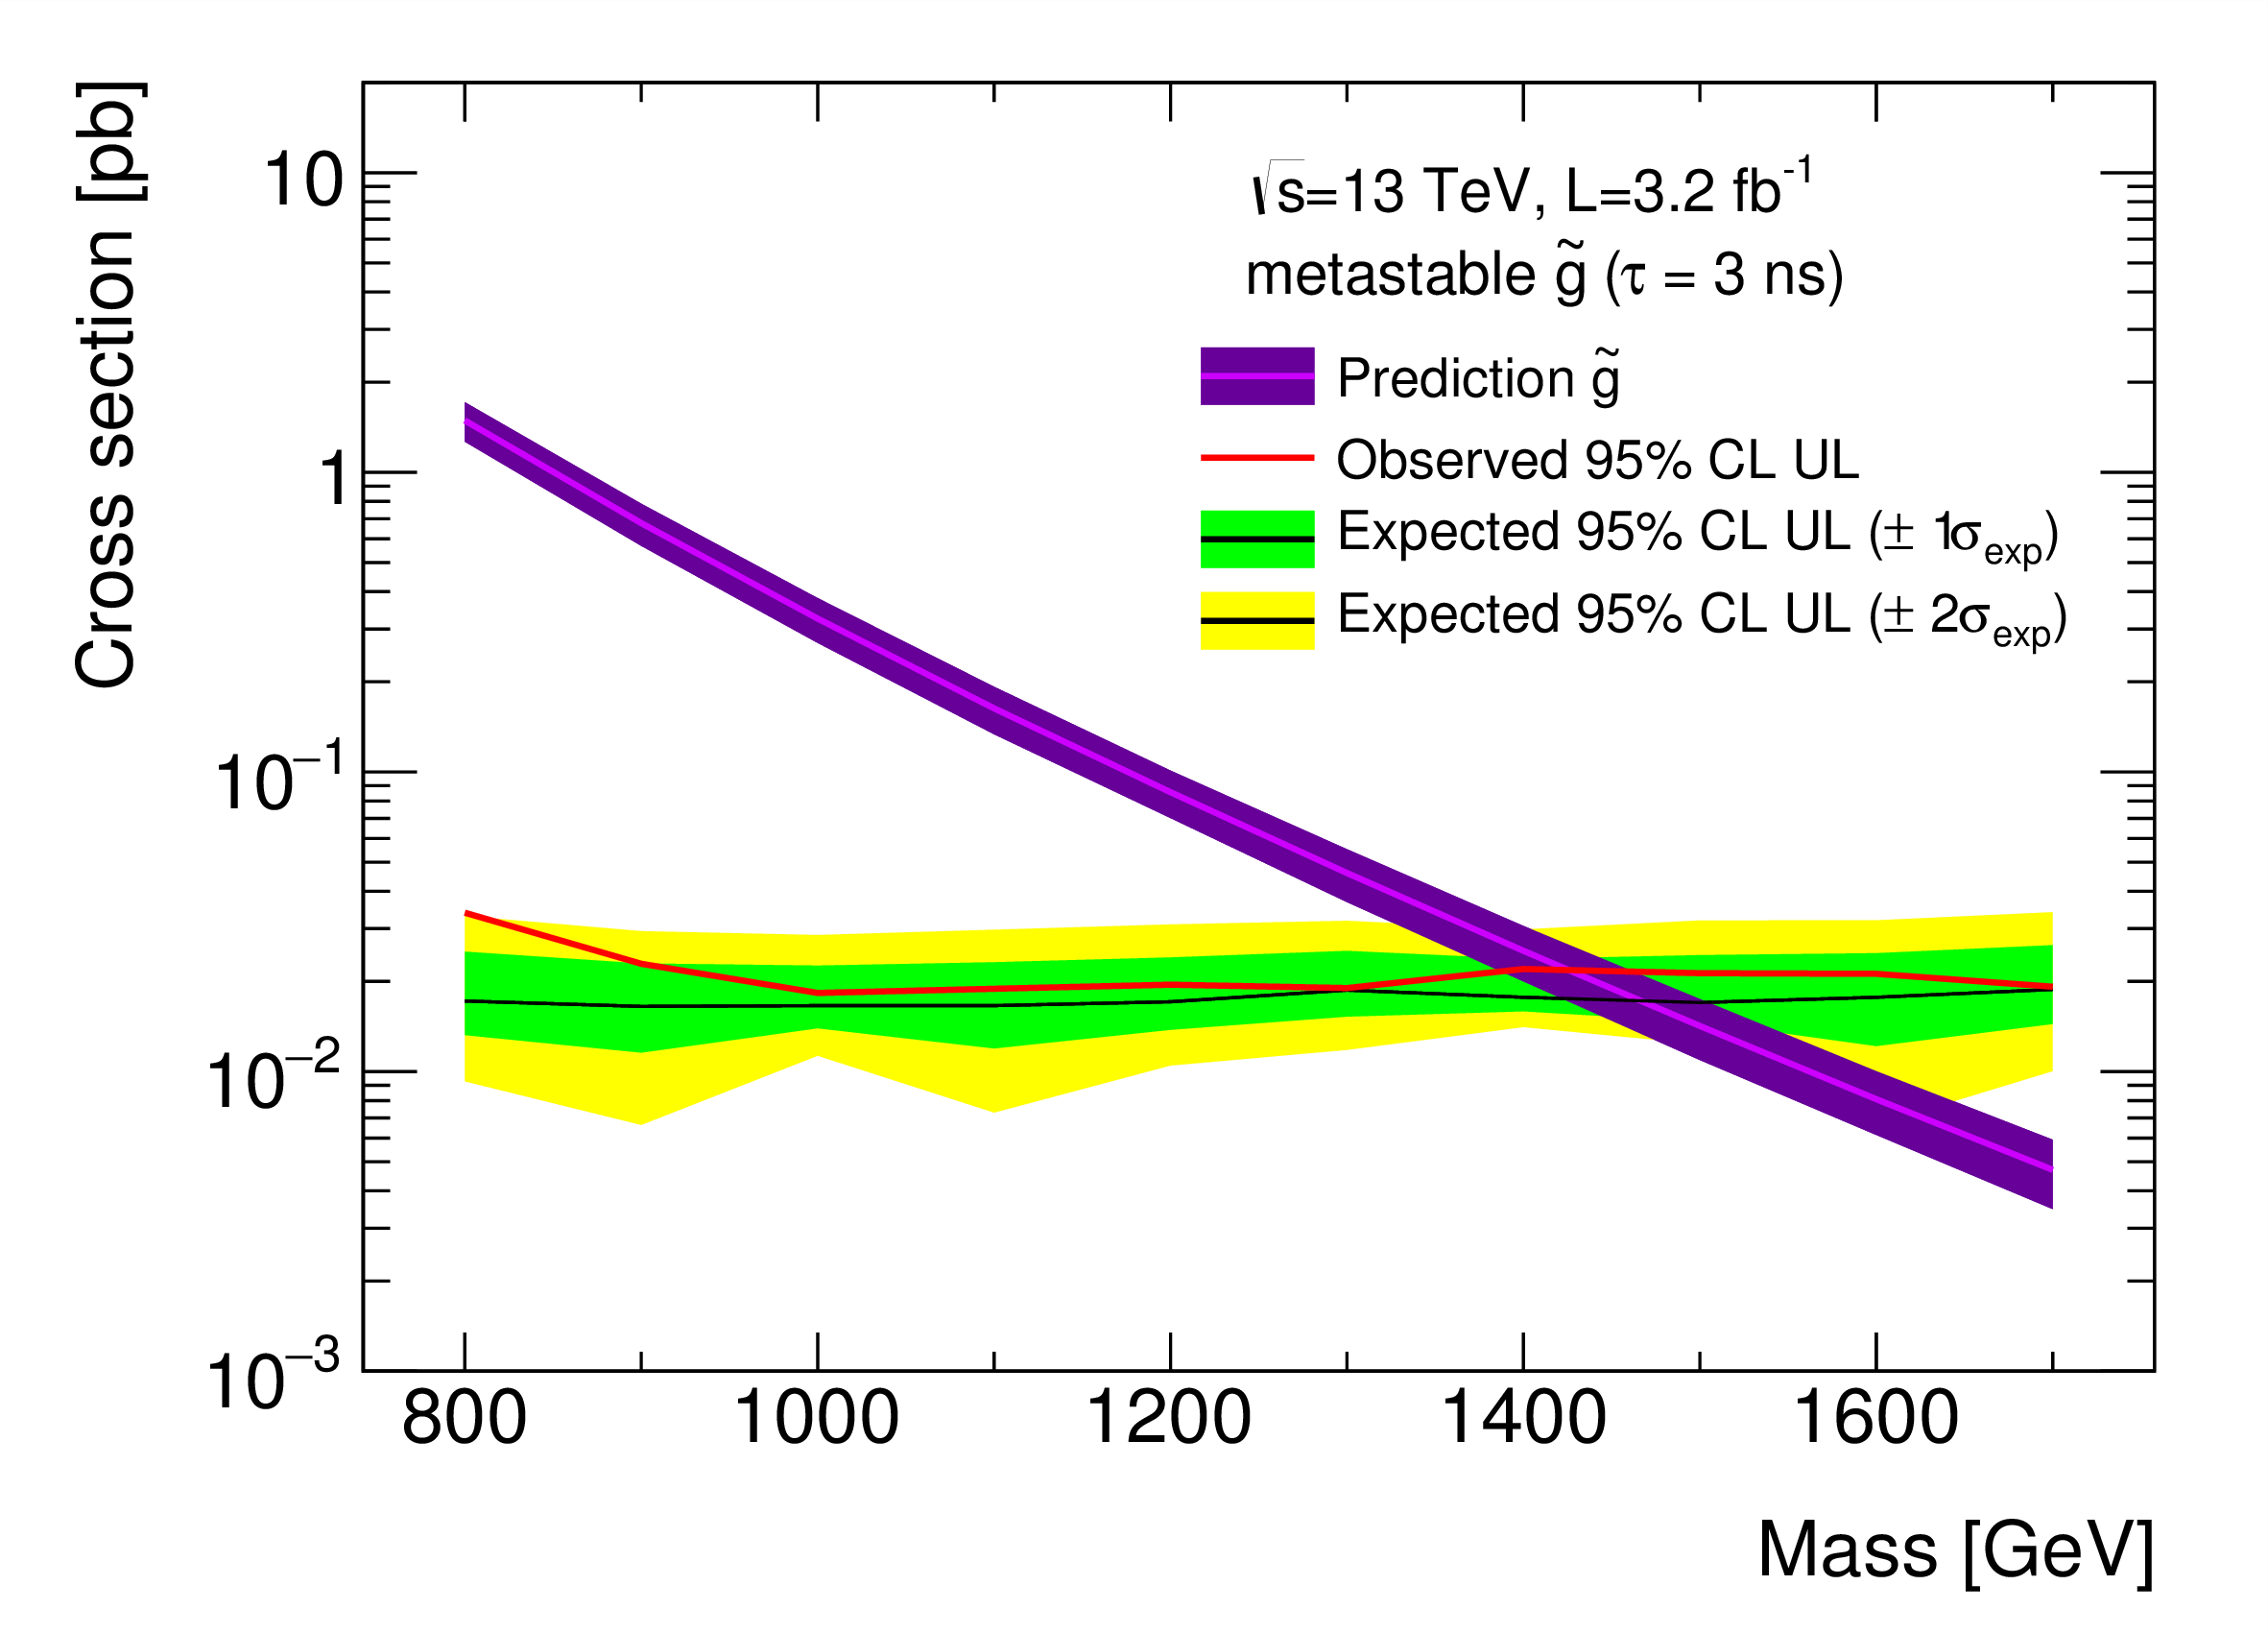 Cross section [pb]
10
1
10⁻¹
10⁻²
10⁻³
√s=13 TeV, L=3.2 fb⁻¹
metastable g̃ (τ = 3 ns)
Prediction g̃
Observed 95% CL UL
Expected 95% CL UL (± 1σexp)
Expected 95% CL UL (± 2σexp)
800 1000 1200 1400 1600
Mass [GeV]